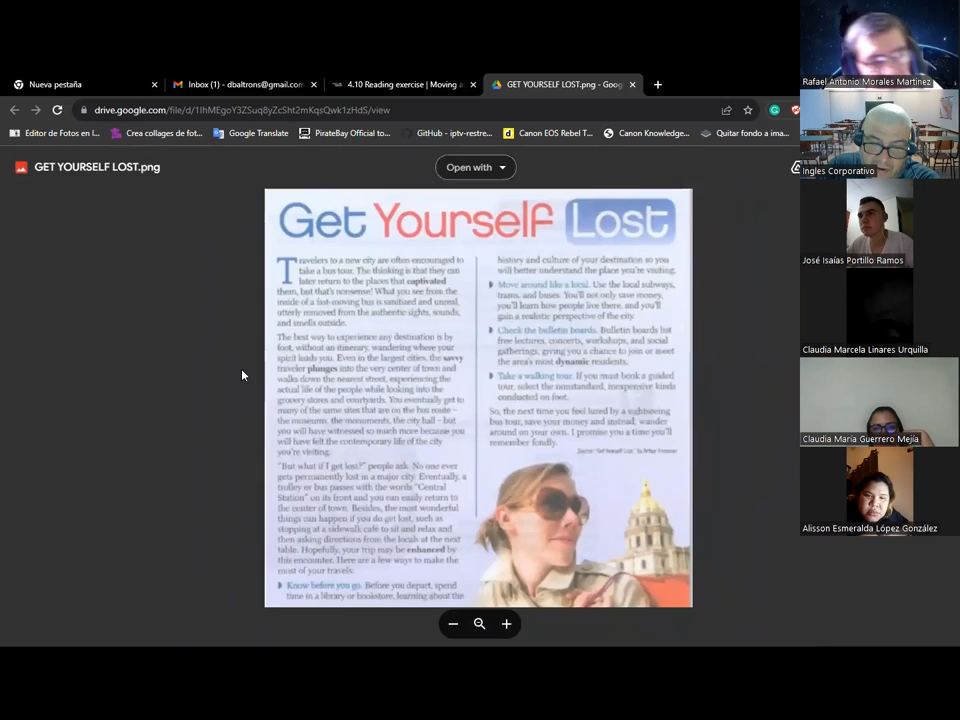 Nueva pestaña
Inbox (1) - dbaltrons@gmail.com
4.10 Reading exercise | Moving a
GET YOURSELF LOST.png - Goog
drive.google.com/file/d/1IhMEgoY3ZSuq8yZcSht2mKqsQwk1zHdS/view
Editor de Fotos en l...
Crea collages de fot...
Google Translate
PirateBay Official to...
GitHub - iptv-restre...
Canon EOS Rebel T...
Canon Knowledge...
Quitar fondo a ima...
GET YOURSELF LOST.png
Open with
Get Yourself Lost
Travelers to a new city are often encouraged to
take a bus tour. The thinking is that they can
later return to the places that captivated
them, but that's nonsense! What you see from the
inside of a fast-moving bus is sanitized and unreal,
utterly removed from the authentic sights, sounds,
and smells outside.
The best way to experience any destination is by
foot, without an itinerary, wandering where your
spirit leads you. Even in the largest cities, the savvy
traveler plunges into the very center of town and
walks down the nearest street, experiencing the
actual life of the people while looking into the
grocery stores and courtyards. You eventually get to
many of the same sites that are on the bus route –
the museums, the monuments, the city hall – but
you will have witnessed so much more because you
will have felt the contemporary life of the city
you're visiting.
"But what if I get lost?" people ask. No one ever
gets permanently lost in a major city. Eventually, a
trolley or bus passes with the words "Central
Station" on its front and you can easily return to
the center of town. Besides, the most wonderful
things can happen if you do get lost, such as
stopping at a sidewalk café to sit and relax and
then asking directions from the locals at the next
table. Hopefully, your trip may be enhanced by
this encounter. Here are a few ways to make the
most of your travels:
Know before you go. Before you depart, spend
time in a library or bookstore, learning about the
history and culture of your destination so you
will better understand the place you're visiting.
Move around like a local. Use the local subways,
trams, and buses. You'll not only save money,
you'll learn how people live there, and you'll
gain a realistic perspective of the city.
Check the bulletin boards. Bulletin boards list
free lectures, concerts, workshops, and social
gatherings, giving you a chance to join or meet
the area's most dynamic residents.
Take a walking tour. If you must book a guided
tour, select the nonstandard, inexpensive kinds
conducted on foot.
So, the next time you feel lured by a sightseeing
bus tour, save your money and instead, wander
around on your own. I promise you a time you'll
remember fondly.
Source: "Get Yourself Lost," by Arthur Frommer
Rafael Antonio Morales Martinez
Ingles Corporativo
José Isaías Portillo Ramos
Claudia Marcela Linares Urquilla
Claudia María Guerrero Mejía
Alisson Esmeralda López González